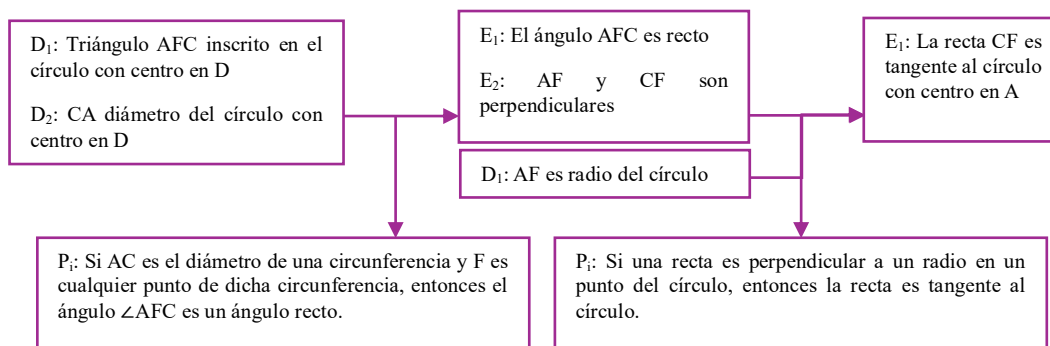 D₁: Triángulo AFC inscrito en el
círculo con centro en D
D₂: CA diámetro del círculo con
centro en D
E₁: El ángulo AFC es recto
E₂: AF y CF son
perpendiculares
D₁: AF es radio del círculo
E₁: La recta CF es
tangente al círculo
con centro en A
Pᵢ: Si AC es el diámetro de una circunferencia y F es
cualquier punto de dicha circunferencia, entonces el
ángulo ∠AFC es un ángulo recto.
Pᵢ: Si una recta es perpendicular a un radio en un
punto del círculo, entonces la recta es tangente al
círculo.